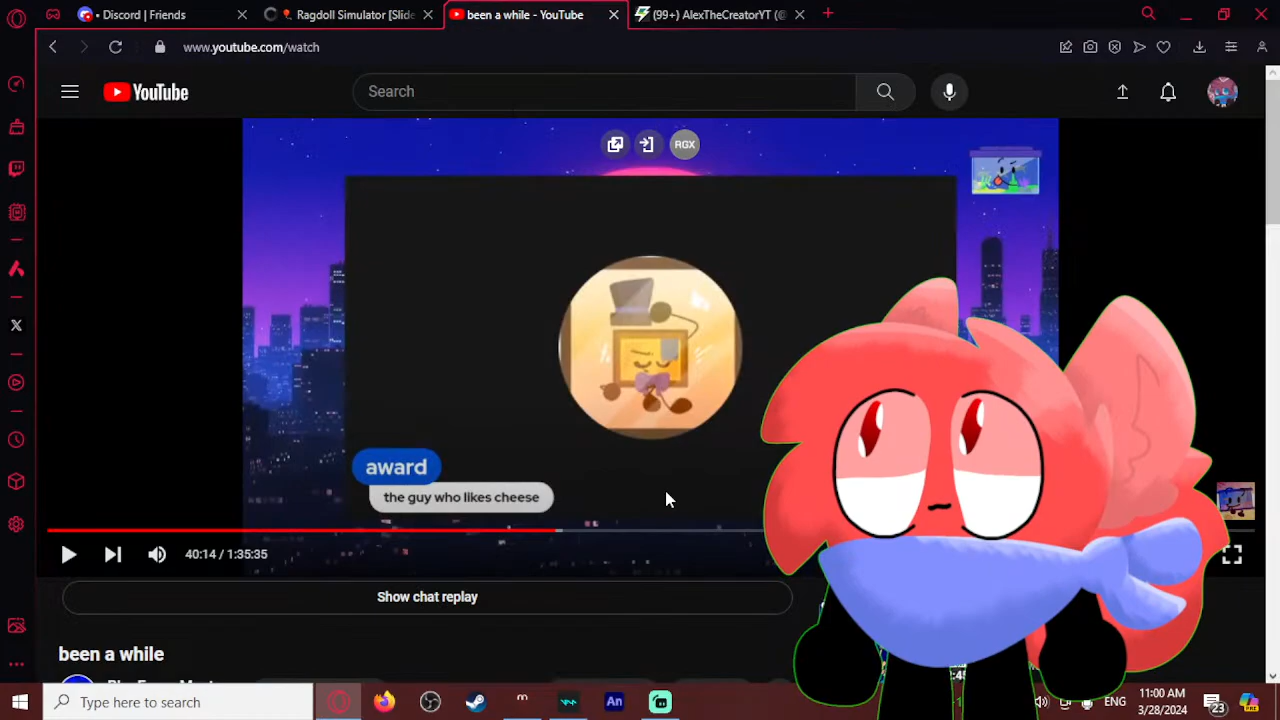 • Discord | Friends
Ragdoll Simulator [Slide
been a while - YouTube
(99+) AlexTheCreatorYT (@
www.youtube.com/watch
YouTube
Search
RGX
award
the guy who likes cheese
40:14 / 1:35:35
Show chat replay
been a while
Type here to search
An
ENG
11:00 AM
3/28/2024
23